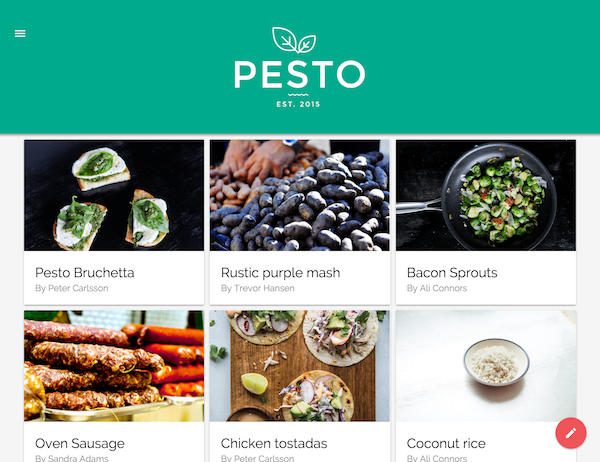 PESTO
EST. 2015
Pesto Bruchetta
By Peter Carlsson
Rustic purple mash
By Trevor Hansen
Bacon Sprouts
By Ali Connors
Oven Sausage
By Sandra Adams
Chicken tostadas
By Peter Carlsson
Coconut rice
By Ali Connors